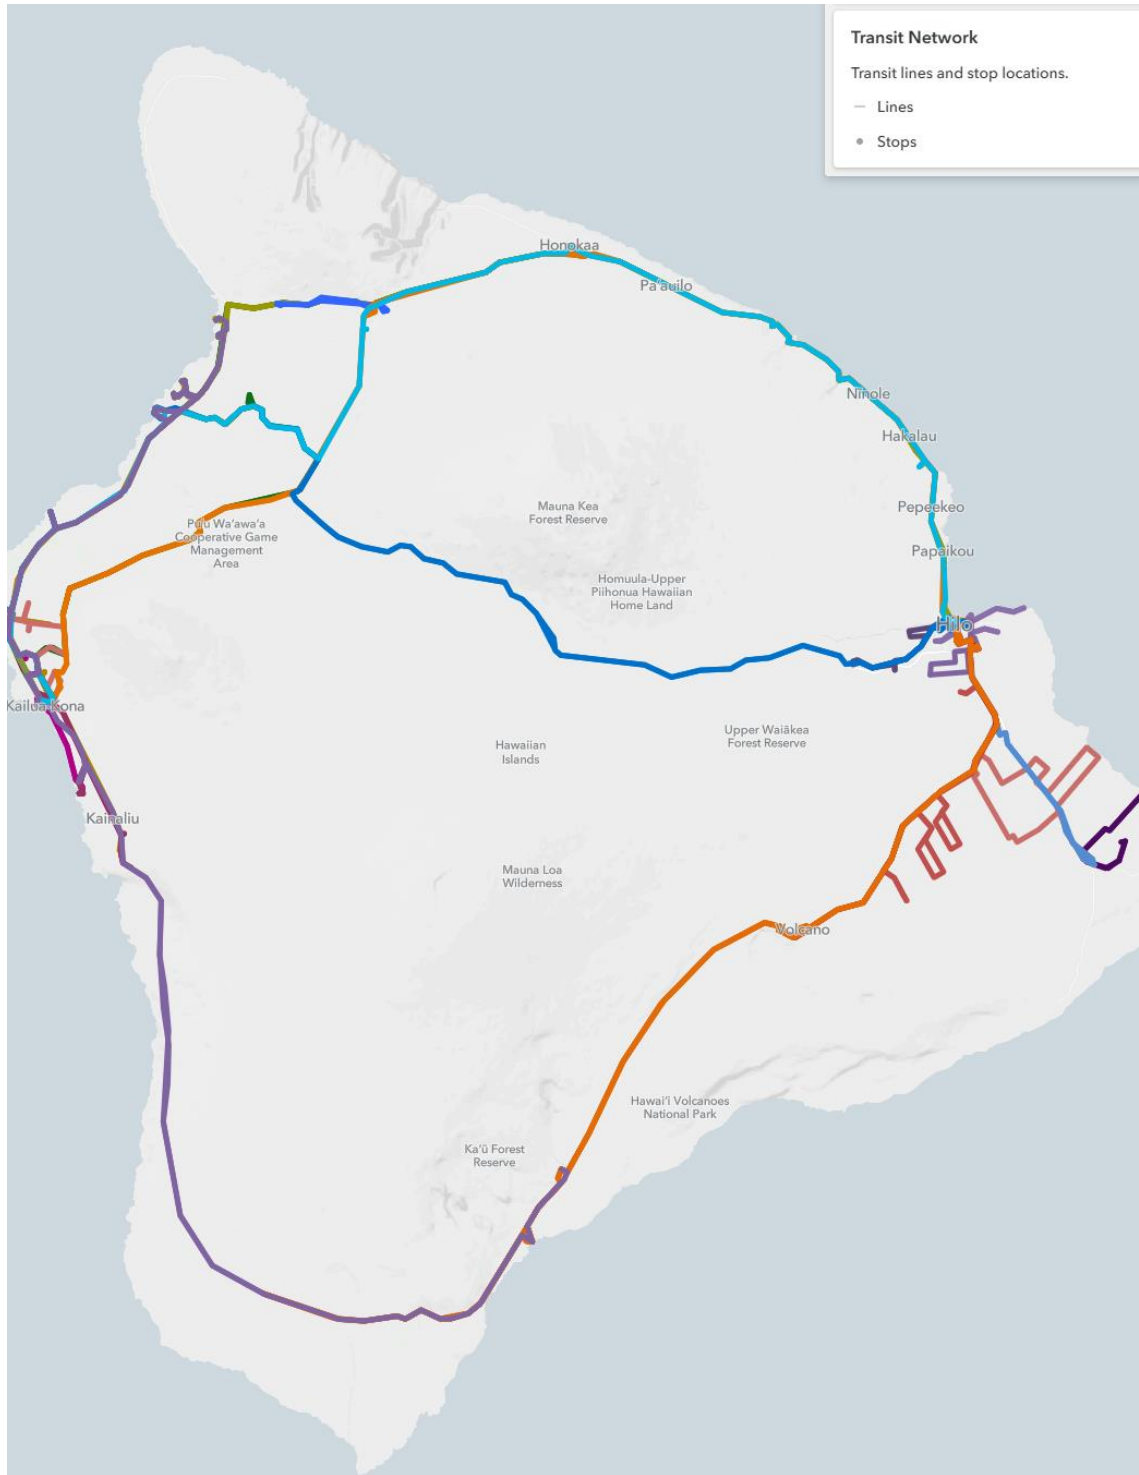 Transit Network
Transit lines and stop locations.
Lines
Stops
Honokaa
Pa'auilo
Ninole
Hakalau
Pepeekeo
Papaikou
Mauna Kea
Forest Reserve
Pu'u Wa'awa'a
Cooperative Game
Management
Area
Homuula-Upper
Piihonua Hawaiian
Home Land
Hilo
Kailua-Kona
Upper Waiākea
Forest Reserve
Hawaiian
Islands
Kainaliu
Mauna Loa
Wilderness
Volcano
Hawai'i Volcanoes
National Park
Ka'ū Forest
Reserve